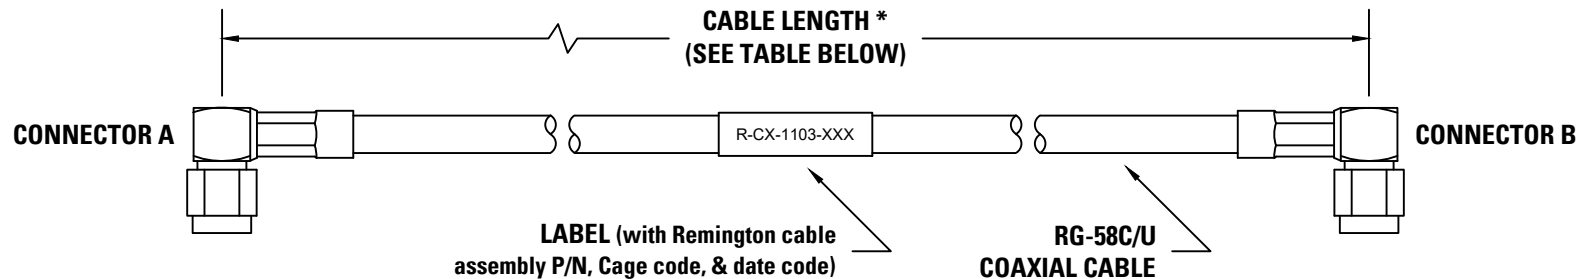 CABLE LENGTH *
(SEE TABLE BELOW)
CONNECTOR A
R-CX-1103-XXX
CONNECTOR B
LABEL (with Remington cable
assembly P/N, Cage code, & date code)
RG-58C/U
COAXIAL CABLE